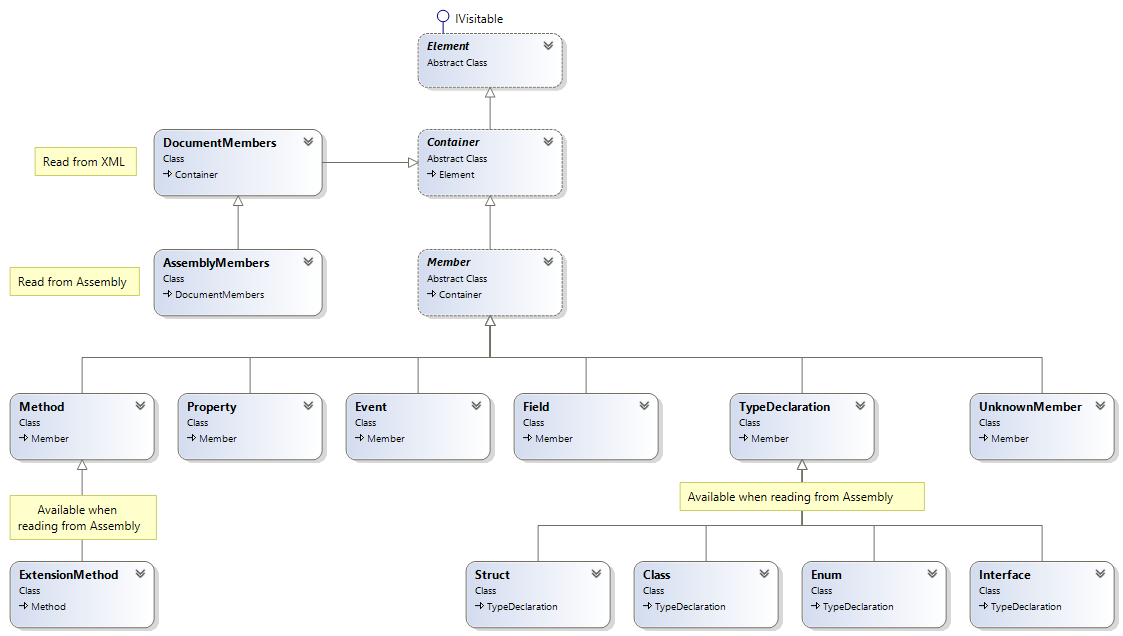 IVisitable
Element
Abstract Class
Read from XML
DocumentMembers
Class
Container
Container
Abstract Class
Element
Read from Assembly
AssemblyMembers
Class
DocumentMembers
Member
Abstract Class
Container
Method
Class
Member
Property
Class
Member
Event
Class
Member
Field
Class
Member
TypeDeclaration
Class
Member
UnknownMember
Class
Member
Available when
reading from Assembly
Available when reading from Assembly
ExtensionMethod
Class
Method
Struct
Class
TypeDeclaration
Class
Class
TypeDeclaration
Enum
Class
TypeDeclaration
Interface
Class
TypeDeclaration